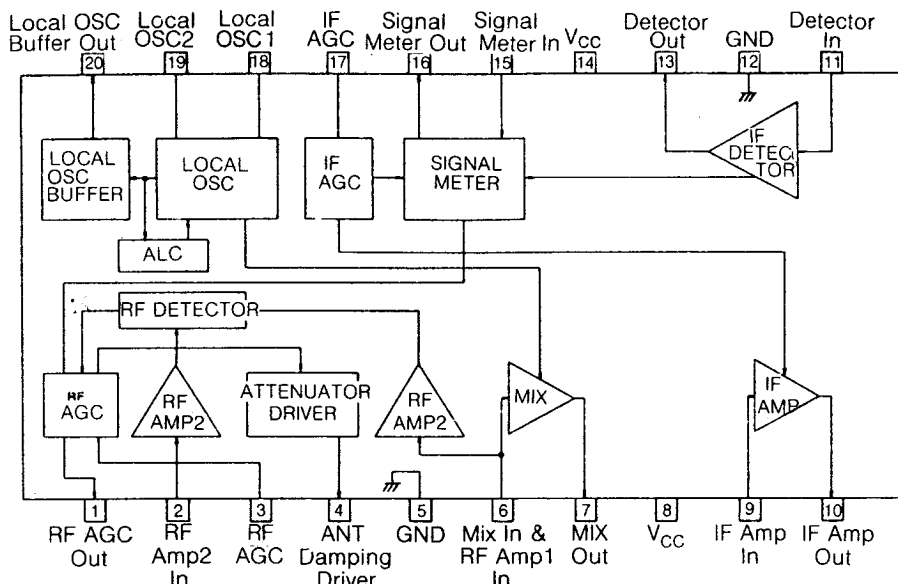 Local OSC
Buffer Out
Local
OSC2
Local
OSC1
IF
AGC
Signal
Meter Out
Signal
Meter In
VCC
Detector
Out
GND
Detector
In
20
19
18
17
16
15
14
13
12
11
LOCAL
OSC
BUFFER
LOCAL
OSC
IF
AGC
SIGNAL
METER
IF
DETEC
TOR
ALC
RF DETECTOR
RF
AGC
RF
AMP2
ATTENUATOR
DRIVER
RF
AMP2
MIX
IF
AMP
1
2
3
4
5
6
7
8
9
10
RF AGC
Out
RF
Amp2
In
RF
AGC
ANT
Damping
Driver
GND
Mix In &
RF Amp1
In
MIX
Out
VCC
IF Amp
In
IF Amp
Out